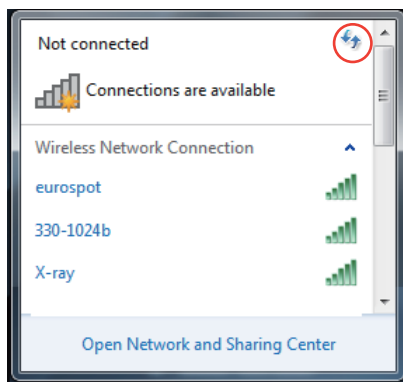 Not connected
Connections are available
Wireless Network Connection
eurospot
330-1024b
X-ray
Open Network and Sharing Center